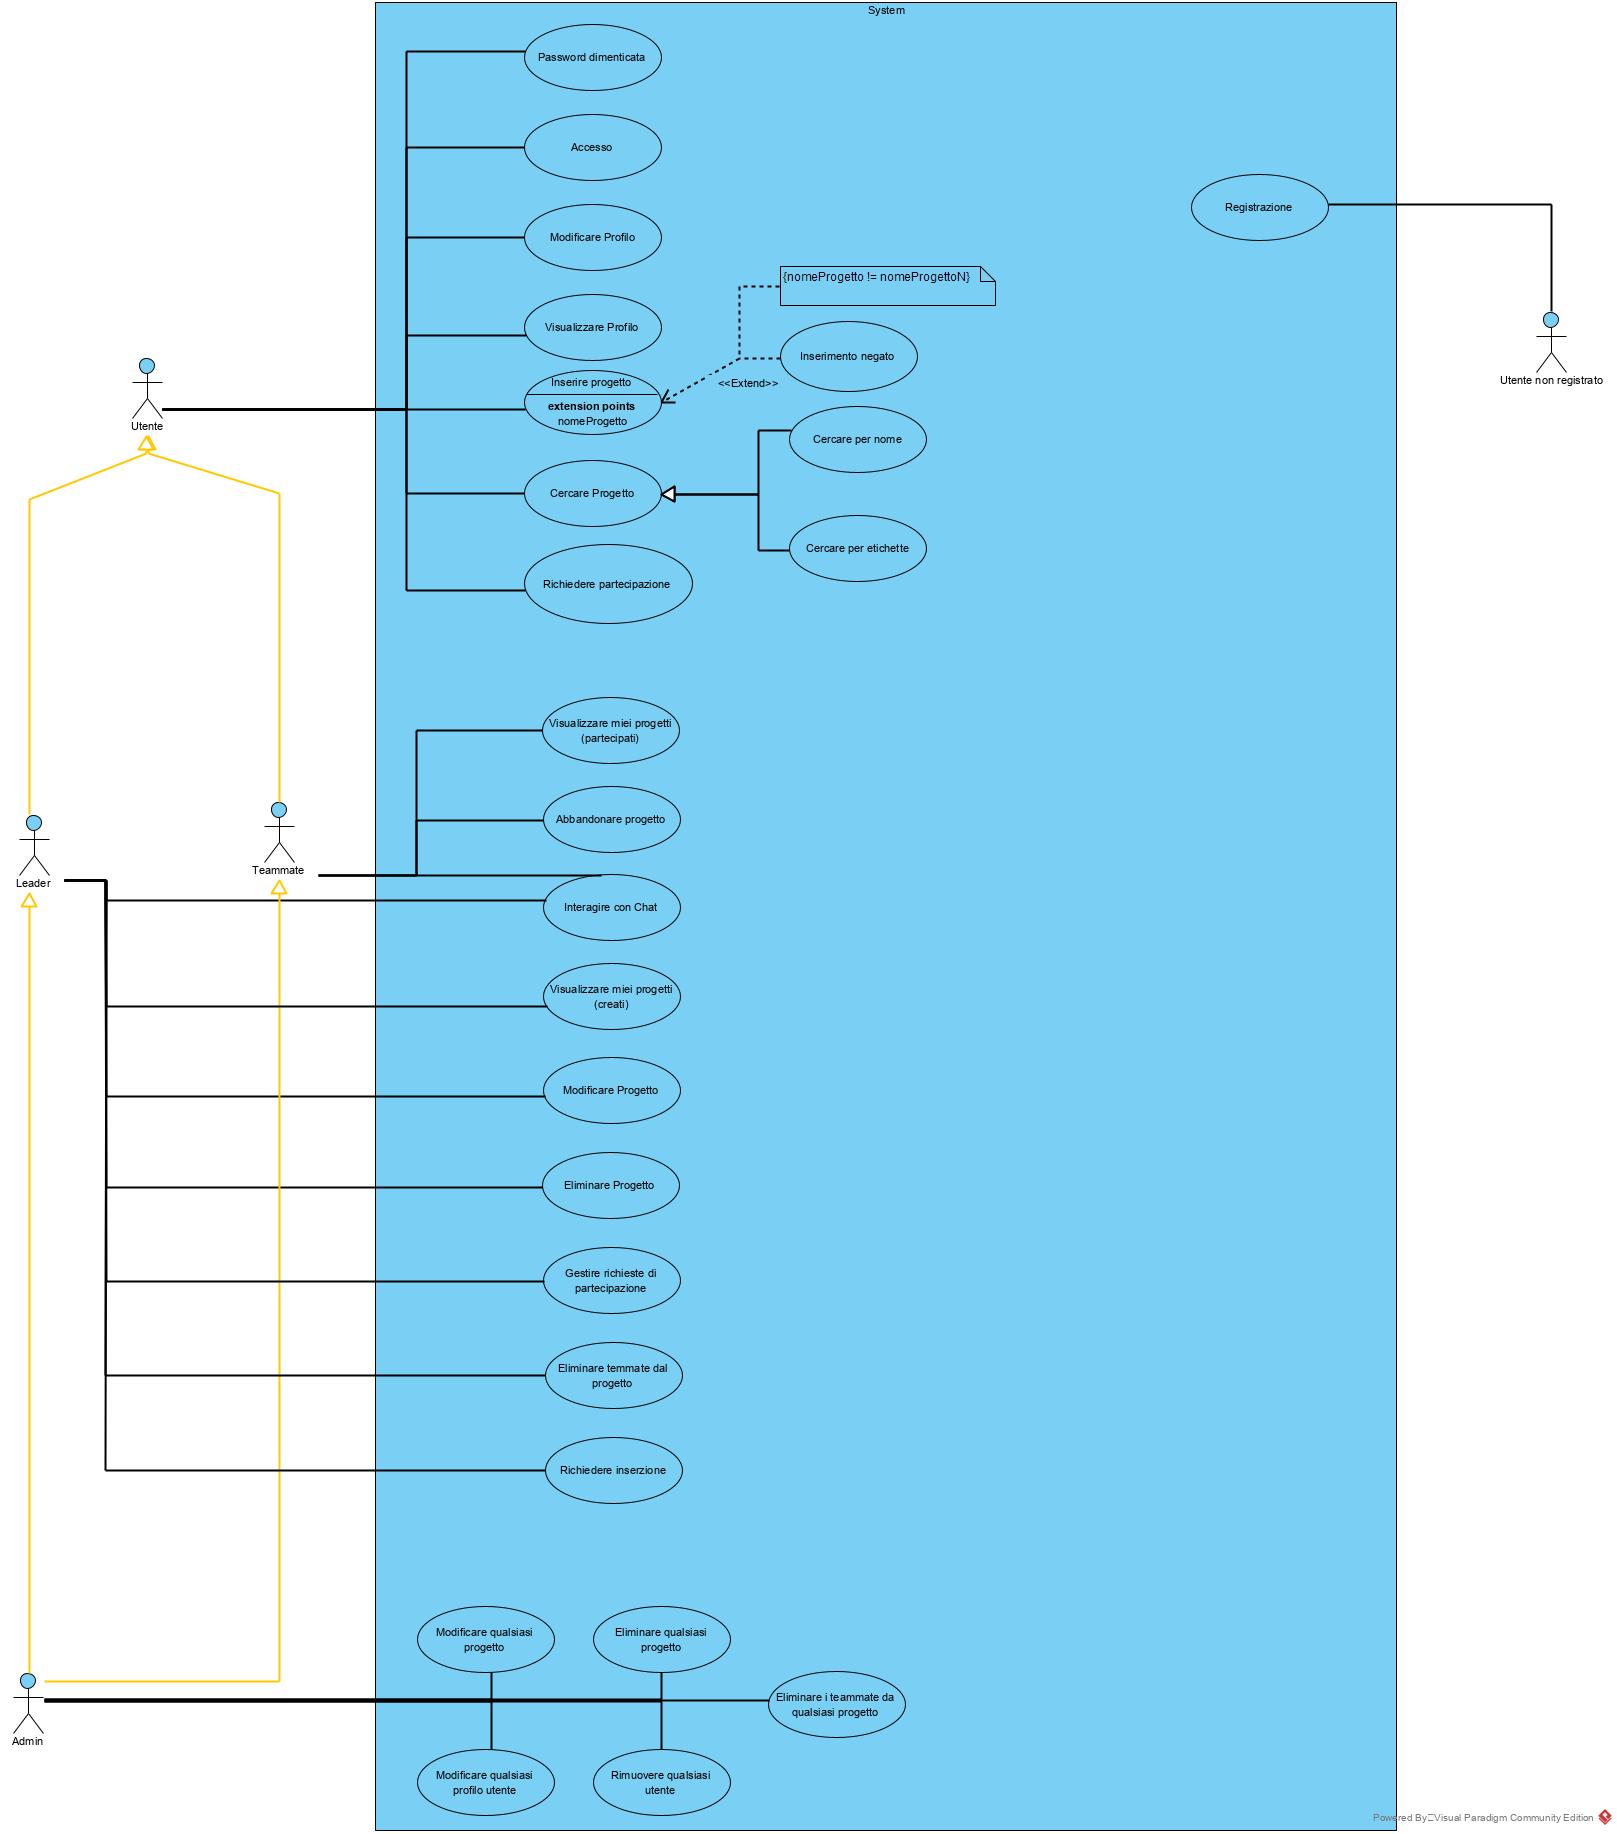 System
Password dimenticata
Accesso
Registrazione
Modificare Profilo
{nomeProgetto != nomeProgettoN}
Visualizzare Profilo
Inserimento negato
Utente non registrato
<<Extend>>
Inserire progetto
extension points
nomeProgetto
Utente
Cercare per nome
Cercare Progetto
Cercare per etichette
Richiedere partecipazione
Visualizzare miei progetti
(partecipati)
Abbandonare progetto
Teammate
Leader
Interagire con Chat
Visualizzare miei progetti
(creati)
Modificare Progetto
Eliminare Progetto
Gestire richieste di
partecipazione
Eliminare temmate dal
progetto
Richiedere inserzione
Modificare qualsiasi
progetto
Eliminare qualsiasi
progetto
Eliminare i teammate da
qualsiasi progetto
Admin
Modificare qualsiasi
profilo utente
Rimuovere qualsiasi
utente
Powered By Visual Paradigm Community Edition